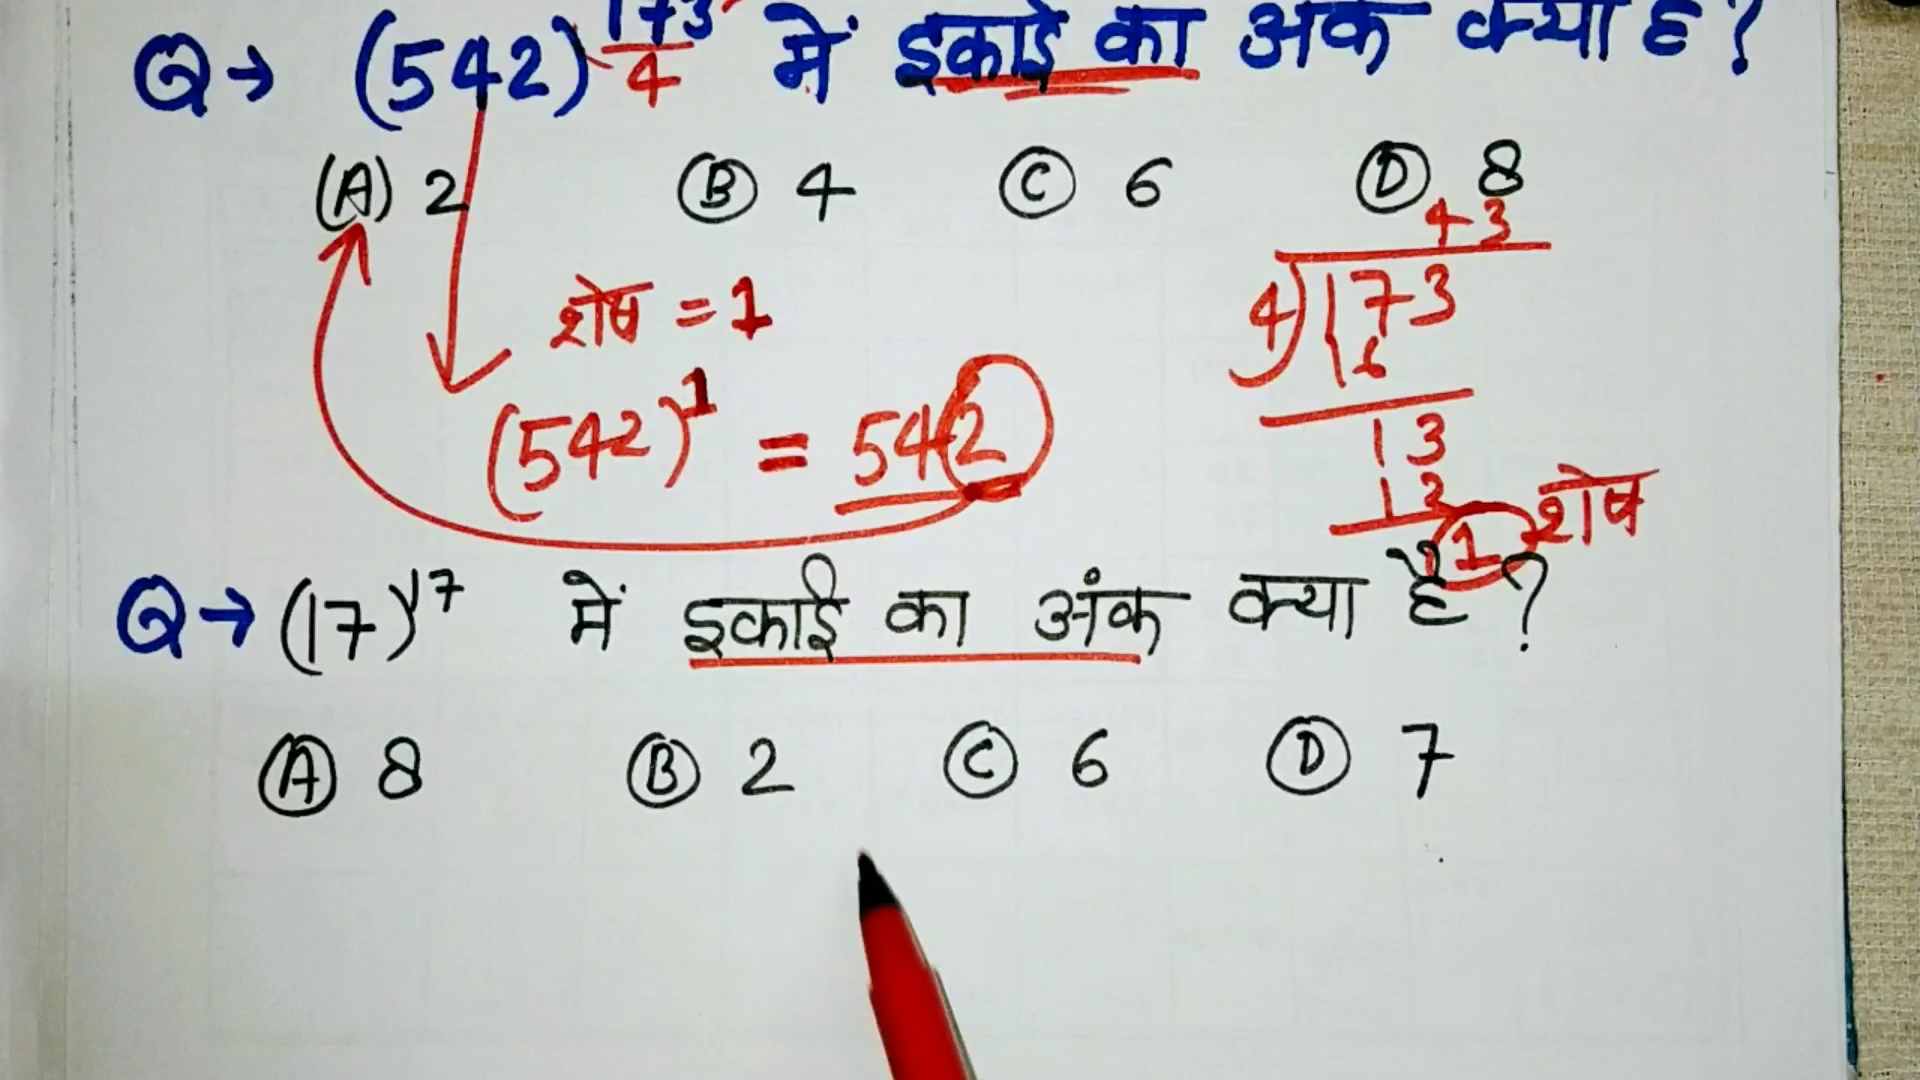 Q→ (542)^173/4 में इकाई का अंक क्या है?
(A) 2 (B) 4 (C) 6 (D) 8
शेष = 1
(542)^1 = 542
43
4)173
16
13
12
1 शेष
Q→ (17)^17 में इकाई का अंक क्या है?
(A) 8 (B) 2 (C) 6 (D) 7